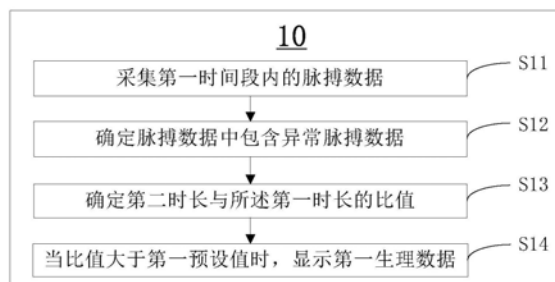 10
采集第一时间段内的脉搏数据
S11
确定脉搏数据中包含异常脉搏数据
S12
确定第二时长与所述第一时长的比值
S13
当比值大于第一预设值时，显示第一生理数据
S14